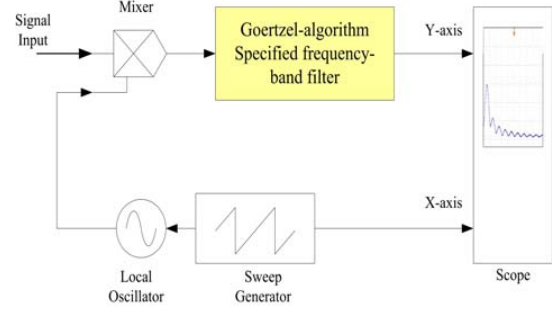 Signal
Input
Mixer
Goertzel-algorithm
Specified frequency-
band filter
Y-axis
X-axis
Local
Oscillator
Sweep
Generator
Scope